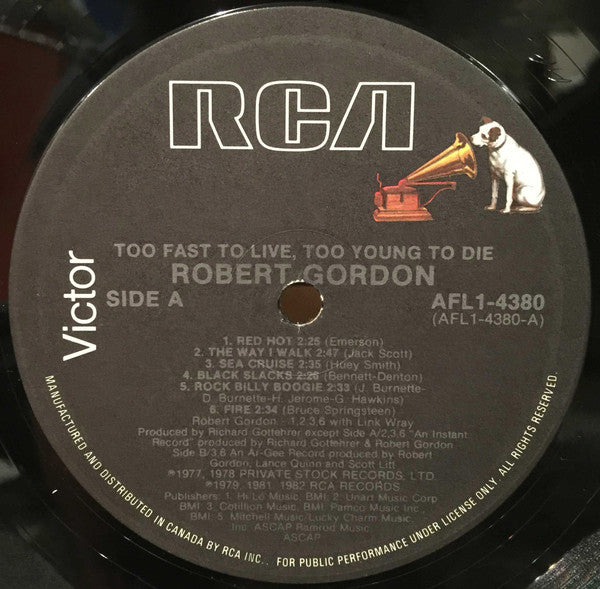 RCA
Victor
TOO FAST TO LIVE, TOO YOUNG TO DIE
ROBERT GORDON
SIDE A
AFL1-4380
(AFL1-4380-A)
1. RED HOT 2:25 (Emerson)
2. THE WAY I WALK 2:47 (Jack Scott)
3. SEA CRUISE 2:35 (Huey Smith)
4. BLACK SLACKS 2:25 (Bennett-Denton)
5. ROCK BILLY BOOGIE 2:33 (J. Burnette-
D. Burnette-H. Jerome-G. Hawkins)
6. FIRE 2:34 (Bruce Springsteen)
Robert Gordon - 1,2,3,6 with Link Wray
Produced by Richard Gottehrer except Side A/2,3,6 "An Instant
Record" produced by Richard Gottehrer & Robert Gordon
Side B/3,6 An Ai-Gee Record produced by Robert
Gordon, Lance Quinn and Scott Litt
℗1977, 1978 PRIVATE STOCK RECORDS, LTD.
℗1979, 1981, 1982 RCA RECORDS
Publishers: 1. Hi Lo Music, BMI; 2. Unart Music Corp
BMI; 3. Cotillion Music, BMI; Pamco Music Inc.
BMI; 5. Mitchell Music/Lucky Charm Music,
Inc. ASCAP Ramrod Music,
ASCAP
MANUFACTURED AND DISTRIBUTED IN CANADA BY RCA INC., FOR PUBLIC PERFORMANCE UNDER LICENSE ONLY. ALL RIGHTS RESERVED.